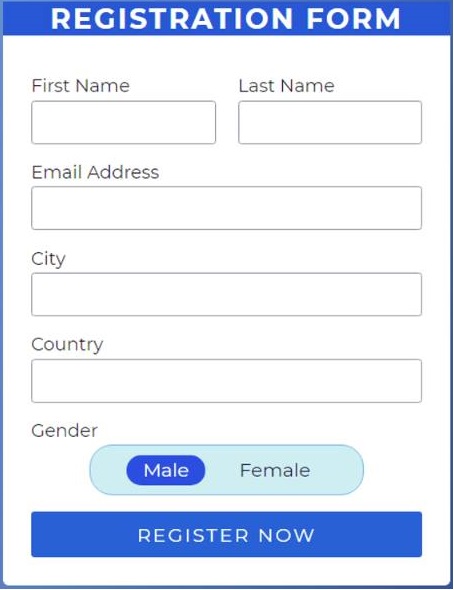 REGISTRATION FORM
First Name Last Name
Email Address
City
Country
Gender
Male Female
REGISTER NOW